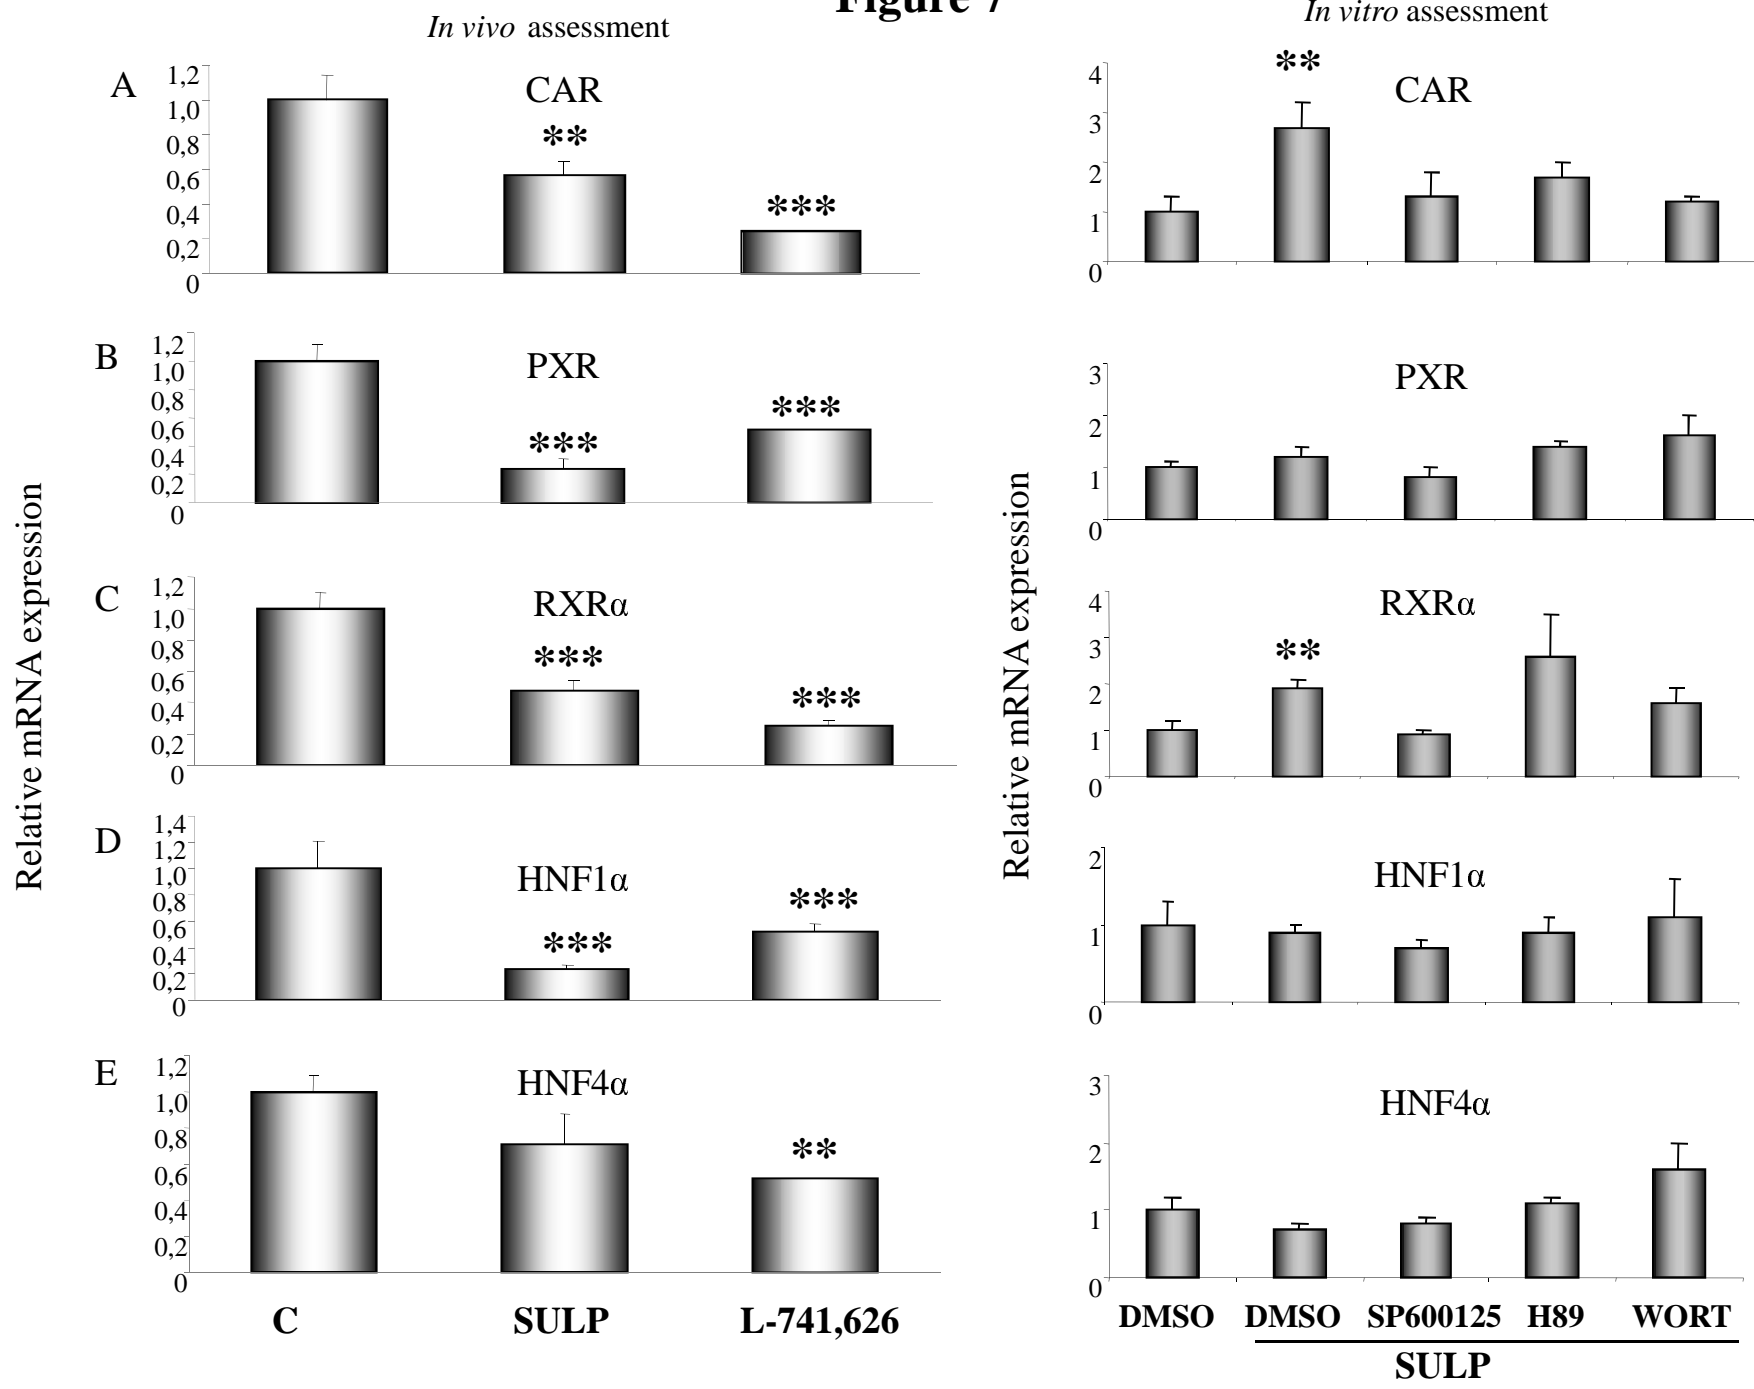 Figure 7
In vivo assessment
In vitro assessment
A
CAR
1,2
1,0
0,8
0,6
0,4
0,2
0
**
***
CAR
4
3
2
1
0
**
B
PXR
1,2
1,0
0,8
0,6
0,4
0,2
0
***
***
PXR
3
2
1
0
C
RXRα
1,2
1,0
0,8
0,6
0,4
0,2
0
***
***
RXRα
4
3
2
1
0
**
D
HNF1α
1,4
1,2
1,0
0,8
0,6
0,4
0,2
0
***
***
HNF1α
2
1
0
E
HNF4α
1,2
1,0
0,8
0,6
0,4
0,2
0
**
HNF4α
3
2
1
0
Relative mRNA expression
Relative mRNA expression
C SULP L-741,626
DMSO DMSO SP600125 H89 WORT
SULP